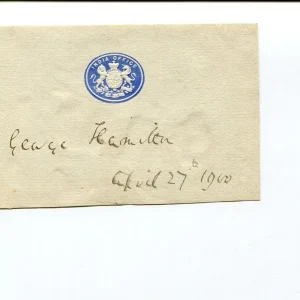 INDIA OFFICE
George Hamilton
April 27th 1900